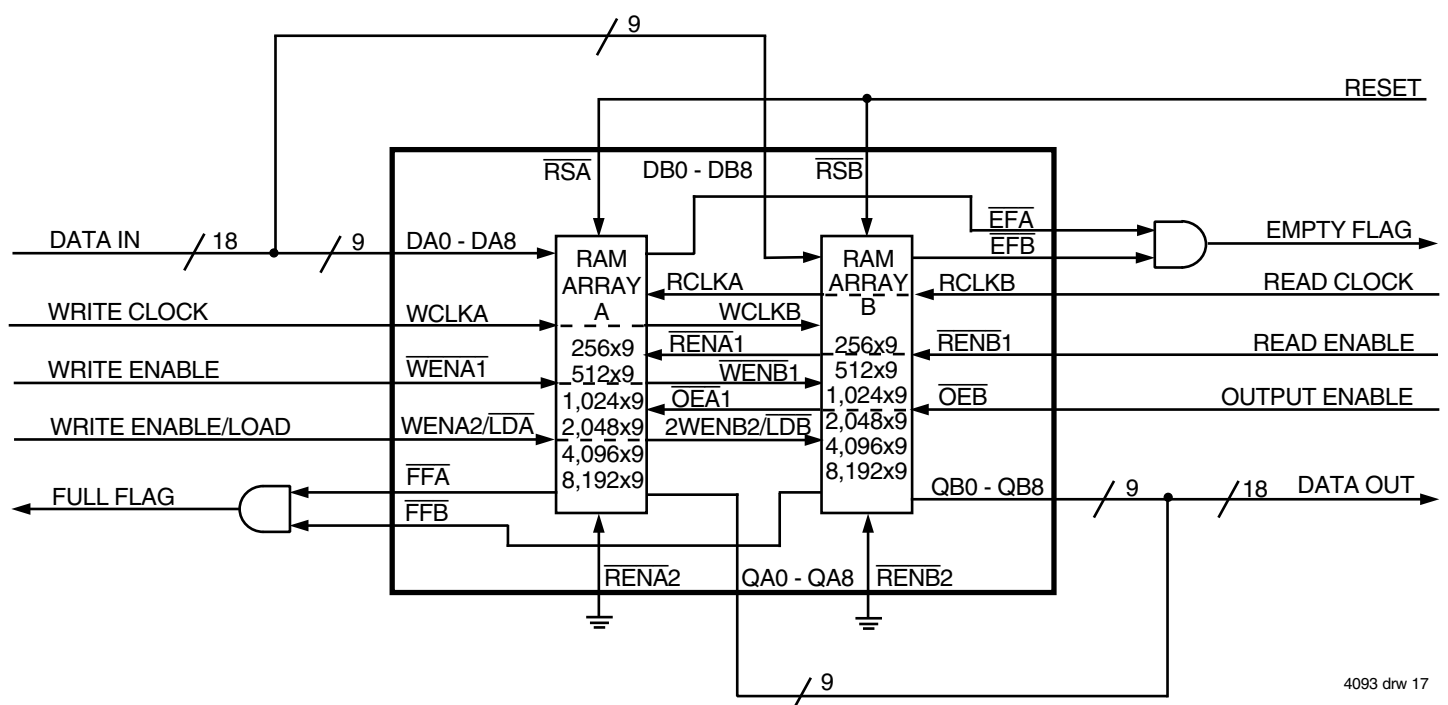 9
RESET
RSA
DB0 - DB8
RSB
DATA IN
18
9
DA0 - DA8
RAM
ARRAY
A
256x9
512x9
1,024x9
2,048x9
4,096x9
8,192x9
RAM
ARRAY
B
256x9
512x9
1,024x9
2,048x9
4,096x9
8,192x9
EFA
EFB
EMPTY FLAG
RCLKA
RCLKB
READ CLOCK
WRITE CLOCK
WCLKA
WCLKB
RENA1
RENB1
READ ENABLE
WRITE ENABLE
WENA1
WENB1
OEA1
OEB
OUTPUT ENABLE
WRITE ENABLE/LOAD
WENA2/LDA
2WENB2/LDB
FFA
FULL FLAG
FFB
QB0 - QB8
9
18
DATA OUT
RENA2
QA0 - QA8
RENB2
9
4093 drw 17